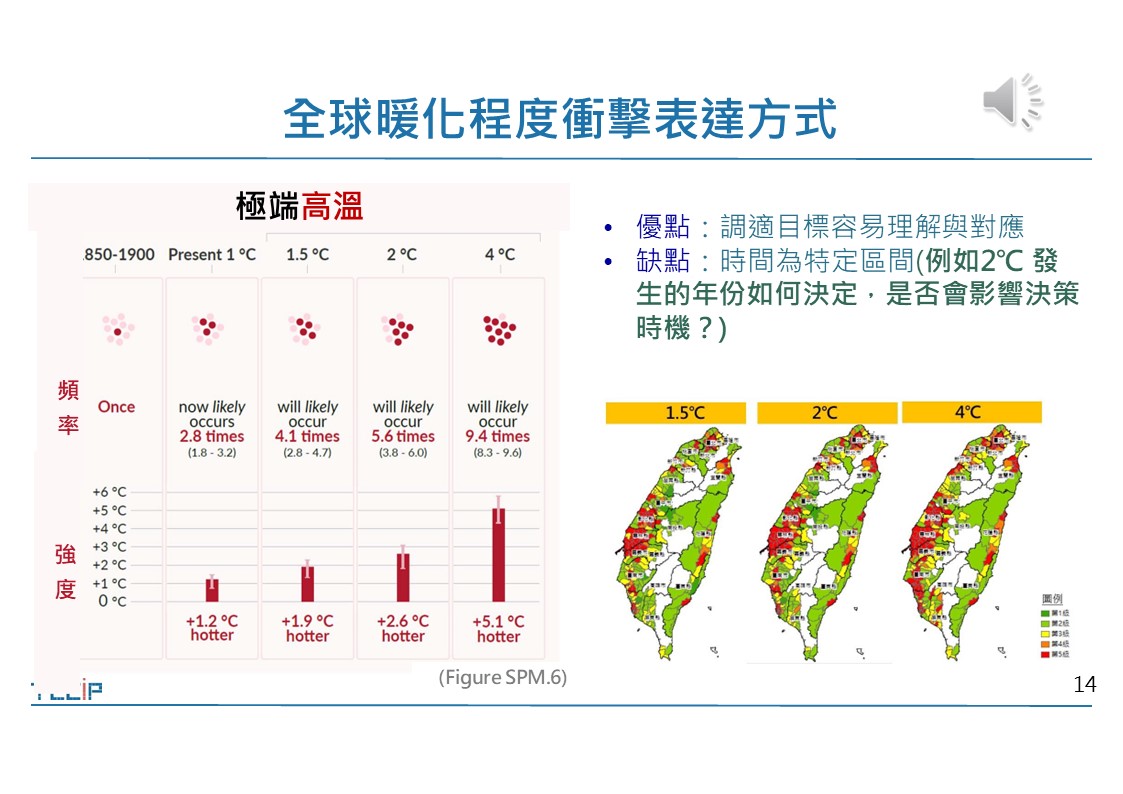 全球暖化程度衝擊表達方式
極端高溫
850-1900 Present 1 °C 1.5 °C 2 °C 4 °C
頻
率
Once
now likely occurs 2.8 times (1.8 - 3.2)
will likely occur 4.1 times (2.8 - 4.7)
will likely occur 5.6 times (3.8 - 6.0)
will likely occur 9.4 times (8.3 - 9.6)
強
度
+6 °C
+5 °C
+4 °C
+3 °C
+2 °C
+1 °C
0 °C
+1.2 °C hotter
+1.9 °C hotter
+2.6 °C hotter
+5.1 °C hotter
(Figure SPM.6)
• 優點：調適目標容易理解與對應
• 缺點：時間為特定區間(例如2℃ 發
生的年份如何決定，是否會影響決策
時機？)
1.5℃ 2℃ 4℃
圖例
第1級
第2級
第3級
第4級
第5級
14